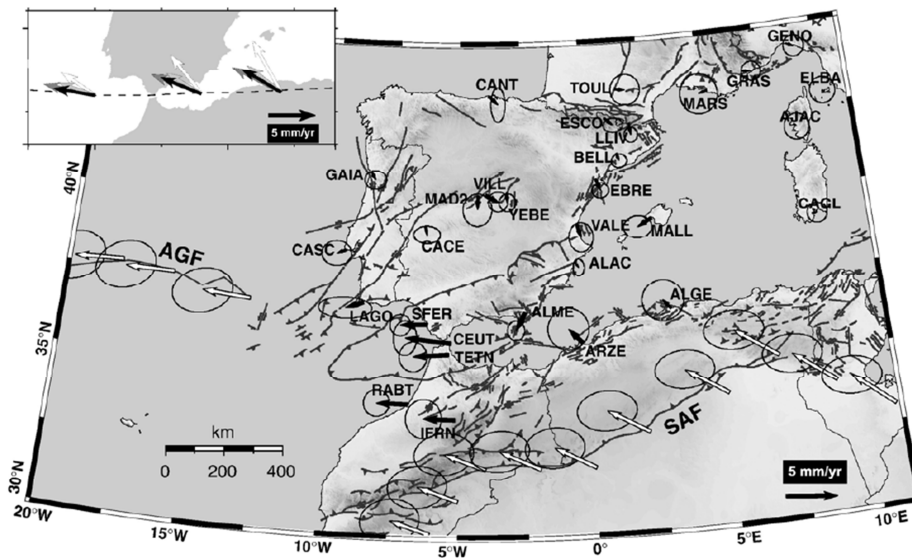 5 mm/yr
GENO
CANT
TOUL
GRAS
ELBA
MARS
ESCO
LLIV
AJAC
BELL
40°N
GAIA
VILL
MAD2
EBRE
YEBE
CAGL
VALE
MALL
AGF
CASC
CACE
ALAC
35°N
LAGO
SFER
ALME
ALGE
CEUT
TETN
ARZE
RABT
SAF
km
IFRN
0 200 400
30°N
5 mm/yr
20°W
15°W
10°W
5°W
0°
5°E
10°E